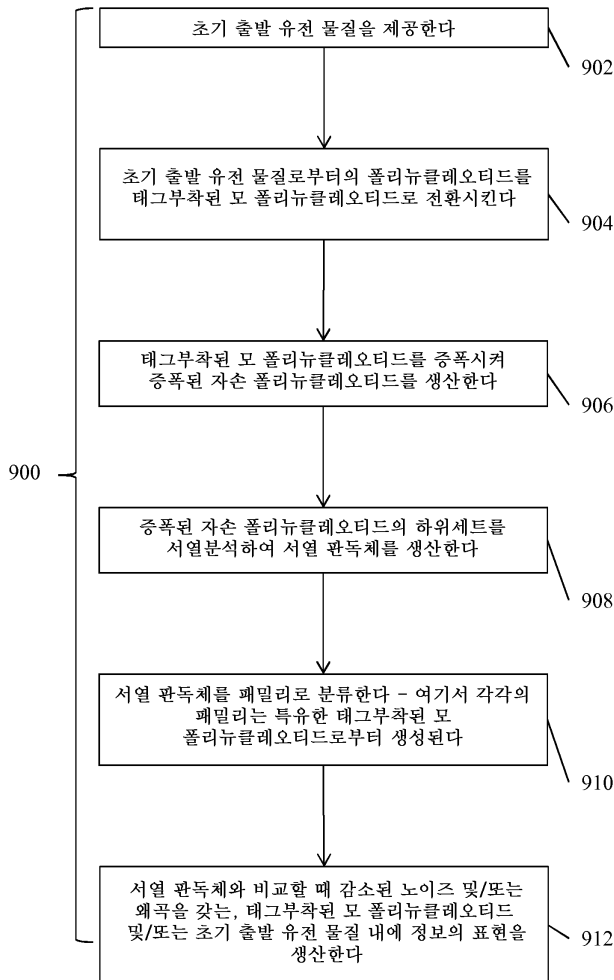 초기 출발 유전 물질을 제공한다
902
초기 출발 유전 물질로부터의 폴리뉴클레오티드를
태그부착된 모 폴리뉴클레오티드로 전환시킨다
904
태그부착된 모 폴리뉴클레오티드를 증폭시켜
증폭된 자손 폴리뉴클레오티드를 생산한다
906
900
증폭된 자손 폴리뉴클레오티드의 하위세트를
서열분석하여 서열 판독체를 생산한다
908
서열 판독체를 패밀리로 분류한다 - 여기서 각각의
패밀리는 특유한 태그부착된 모
폴리뉴클레오티드로부터 생성된다
910
서열 판독체와 비교할 때 감소된 노이즈 및/또는
왜곡을 갖는, 태그부착된 모 폴리뉴클레오티드
및/또는 초기 출발 유전 물질 내에 정보의 표현을
생산한다
912